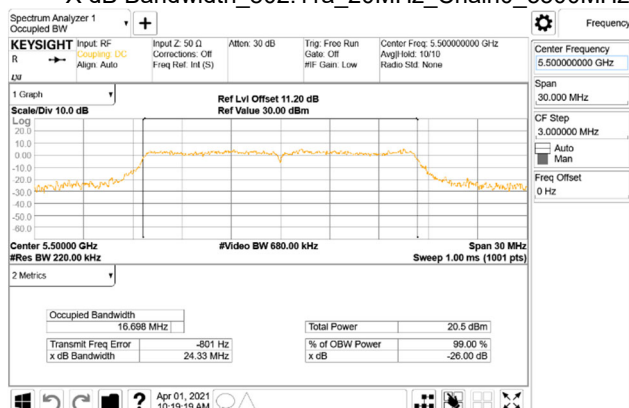 X dB Bandwidth_802.11a_20MHz_Chain0_5500MHz
Spectrum Analyzer 1
Occupied BW
Frequency
KEYSIGHT
Input: RF
Coupling: DC
Align: Auto
Input Z: 50 Ω
Corrections: Off
Freq Ref: Int (S)
Atten: 30 dB
Trig: Free Run
Gate: Off
#IF Gain: Low
Center Freq: 5.500000000 GHz
Avg|Hold: 10/10
Radio Std: None
R
LXI
Center Frequency
5.500000000 GHz
Span
30.000 MHz
CF Step
3.000000 MHz
Auto
Man
Freq Offset
0 Hz
1 Graph
Scale/Div 10.0 dB
Ref Lvl Offset 11.20 dB
Ref Value 30.00 dBm
Log
20.0
10.0
0.00
-10.0
-20.0
-30.0
-40.0
-50.0
-60.0
Center 5.50000 GHz
#Res BW 220.00 kHz
#Video BW 680.00 kHz
Span 30 MHz
Sweep 1.00 ms (1001 pts)
2 Metrics
Occupied Bandwidth
16.698 MHz
Total Power 20.5 dBm
Transmit Freq Error -801 Hz
% of OBW Power 99.00 %
x dB Bandwidth 24.33 MHz
x dB -26.00 dB
?
Apr 01, 2021
10:19:19 AM